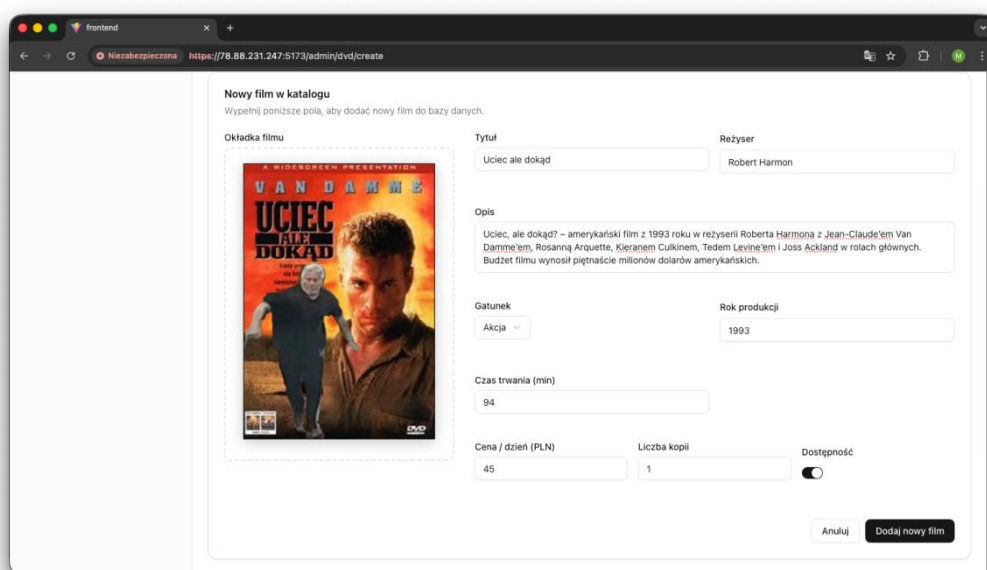 frontend
Niezabezpieczona https://78.88.231.247:5173/admin/dvd/create
M
Nowy film w katalogu
Wypełnij poniższe pola, aby dodać nowy film do bazy danych.
Okładka filmu
A WIDESCREEN PRESENTATION
VAN DAMME
UCIEC
ALE
DOKĄD
DVD
Tytuł
Uciec ale dokąd
Reżyser
Robert Harmon
Opis
Uciec, ale dokąd? – amerykański film z 1993 roku w reżyserii Roberta Harmona z Jean-Claude'em Van
Damme'em, Rosanną Arquette, Kieranem Culkinem, Tedem Levine'em i Joss Ackland w rolach głównych.
Budżet filmu wynosił piętnaście milionów dolarów amerykańskich.
Gatunek
Akcja
Rok produkcji
1993
Czas trwania (min)
94
Cena / dzień (PLN)
45
Liczba kopii
1
Dostępność
Anuluj
Dodaj nowy film